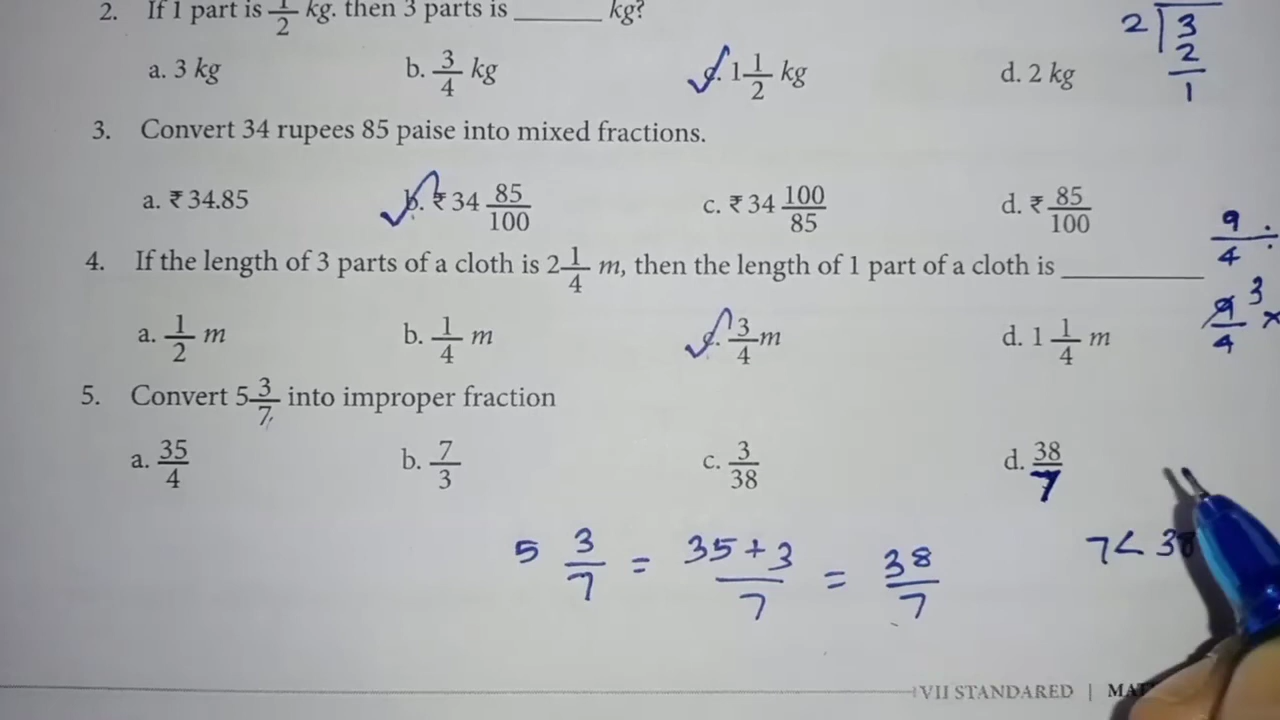 2. If 1 part is 1/2 kg. then 3 parts is ______ kg?
a. 3 kg b. 3/4 kg c. 1 1/2 kg d. 2 kg
2 3
2
1
3. Convert 34 rupees 85 paise into mixed fractions.
a. ₹ 34.85 b. ₹ 34 85/100 c. ₹ 34 100/85 d. ₹ 85/100
4. If the length of 3 parts of a cloth is 2 1/4 m, then the length of 1 part of a cloth is ______
9/4 ÷
9/4 3 ×
a. 1/2 m b. 1/4 m c. 3/4 m d. 1 1/4 m
5. Convert 5 3/7 into improper fraction
a. 35/4 b. 7/3 c. 3/38 d. 38/7
5 3/7 = 35+3/7 = 38/7
7 < 38
VII STANDARED |